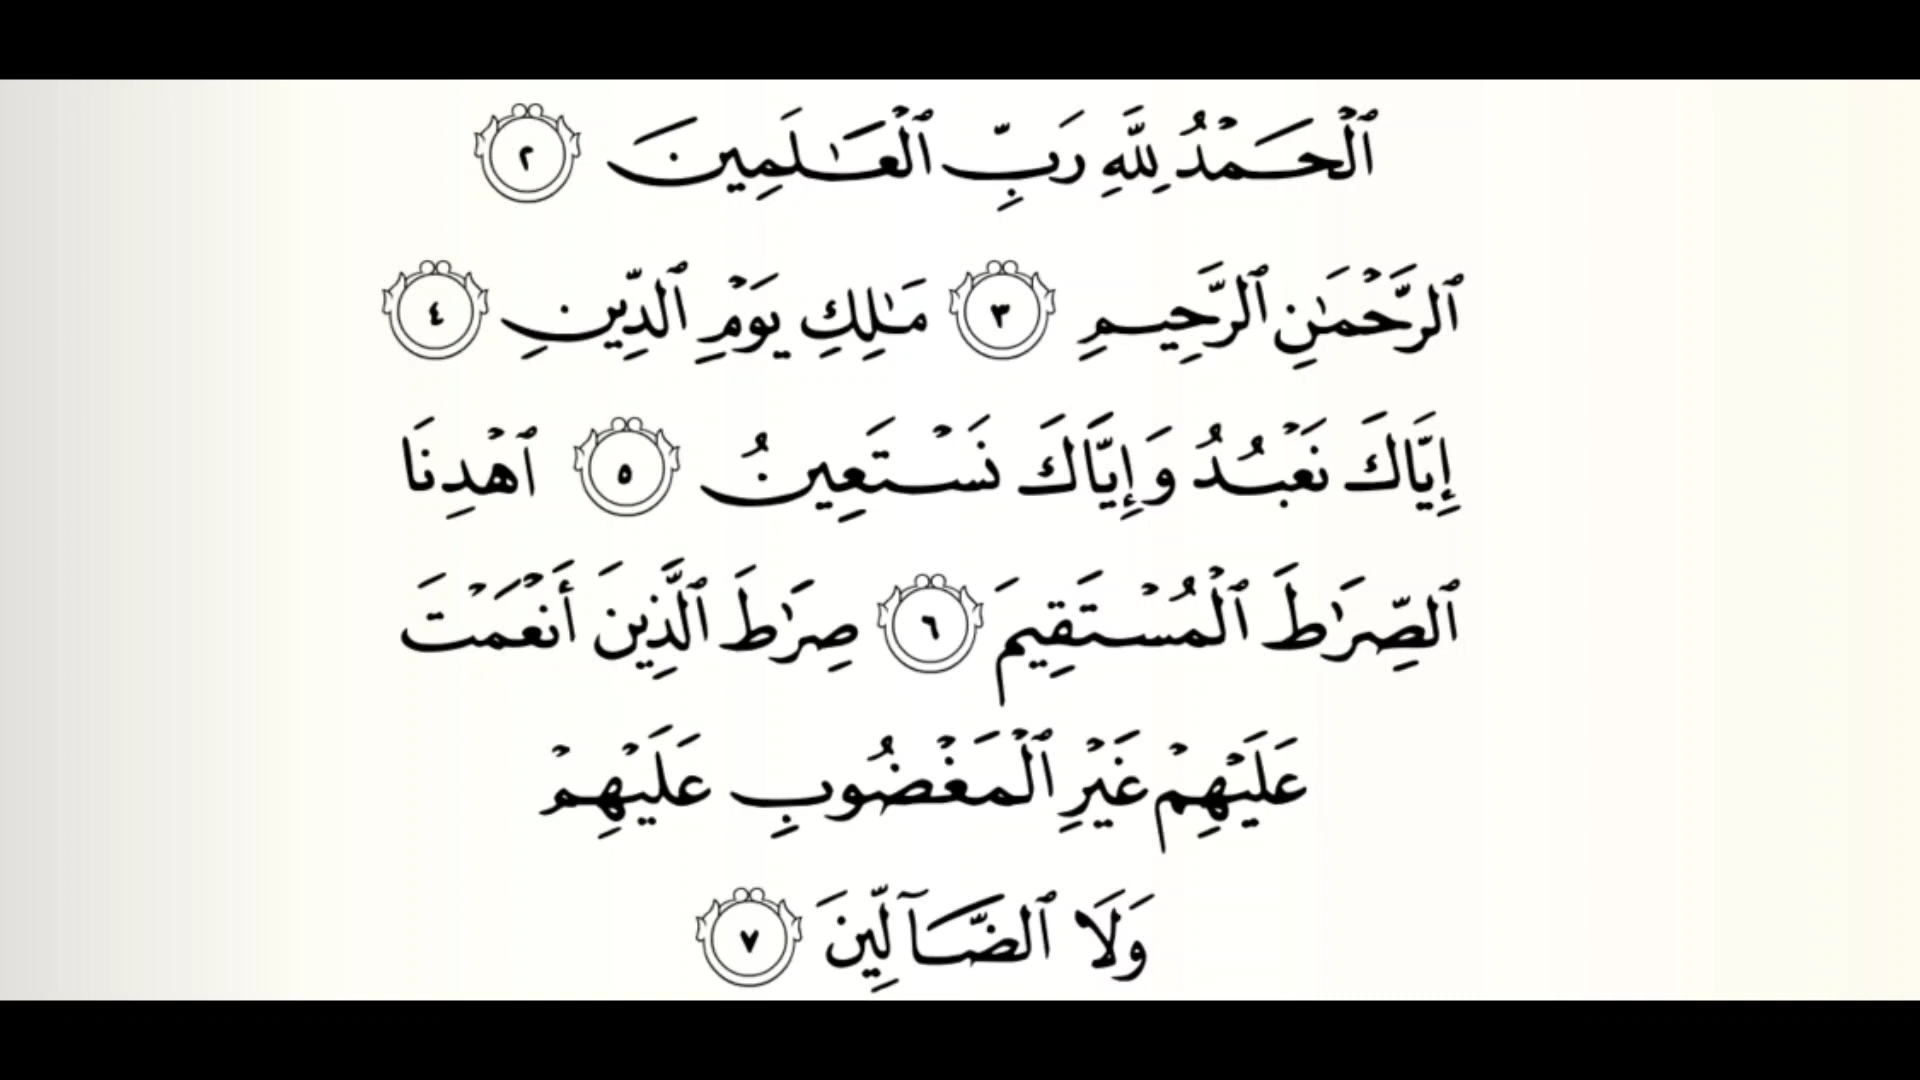 ٱلْحَمْدُ لِلَّهِ رَبِّ ٱلْعَـٰلَمِينَ ٢
ٱلرَّحْمَـٰنِ ٱلرَّحِيمِ ٣ مَـٰلِكِ يَوْمِ ٱلدِّينِ ٤
إِيَّاكَ نَعْبُدُ وَإِيَّاكَ نَسْتَعِينُ ٥ ٱهْدِنَا
ٱلصِّرَٰطَ ٱلْمُسْتَقِيمَ ٦ صِرَٰطَ ٱلَّذِينَ أَنْعَمْتَ
عَلَيْهِمْ غَيْرِ ٱلْمَغْضُوبِ عَلَيْهِمْ
وَلَا ٱلضَّآلِّينَ ٧